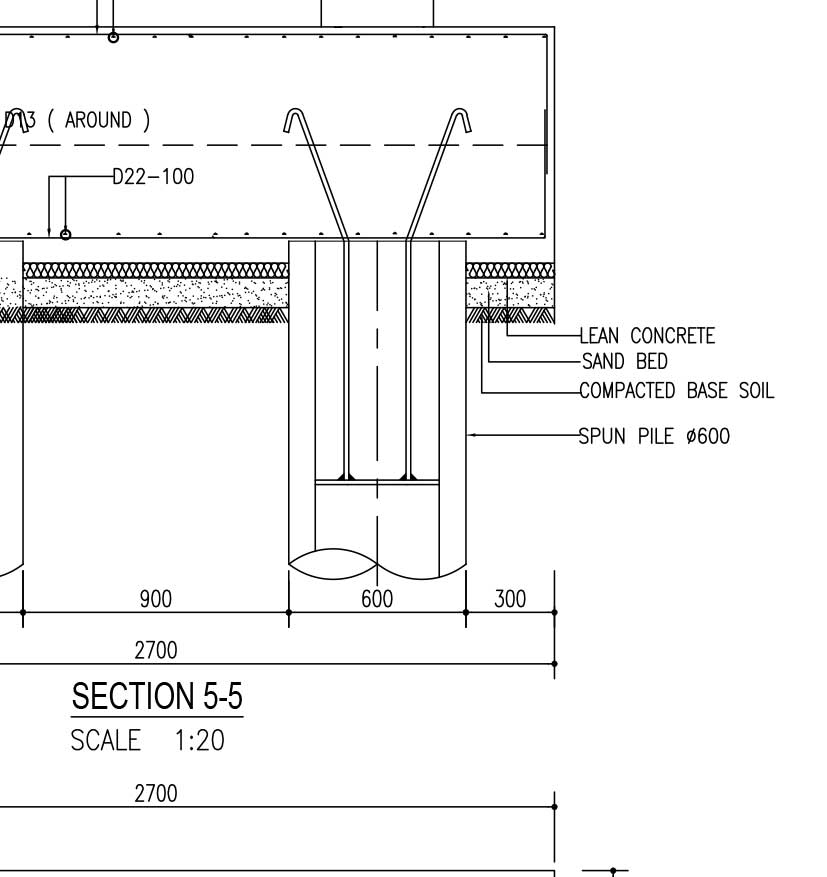 D13 ( AROUND )
D22-100
LEAN CONCRETE
SAND BED
COMPACTED BASE SOIL
SPUN PILE ø600
900 600 300
2700
SECTION 5-5
SCALE 1:20
2700